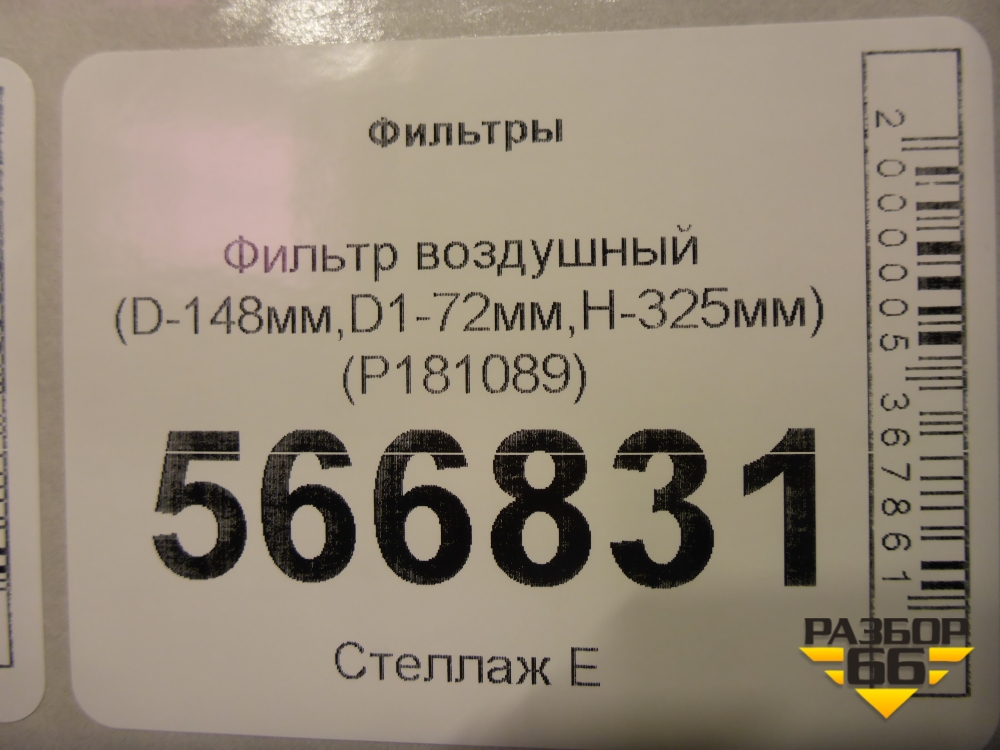 Фильтры
Фильтр воздушный
(D-148мм,D1-72мм,H-325мм)
(P181089)
566831
Стеллаж Е
2000005367861
РАЗБОР
66